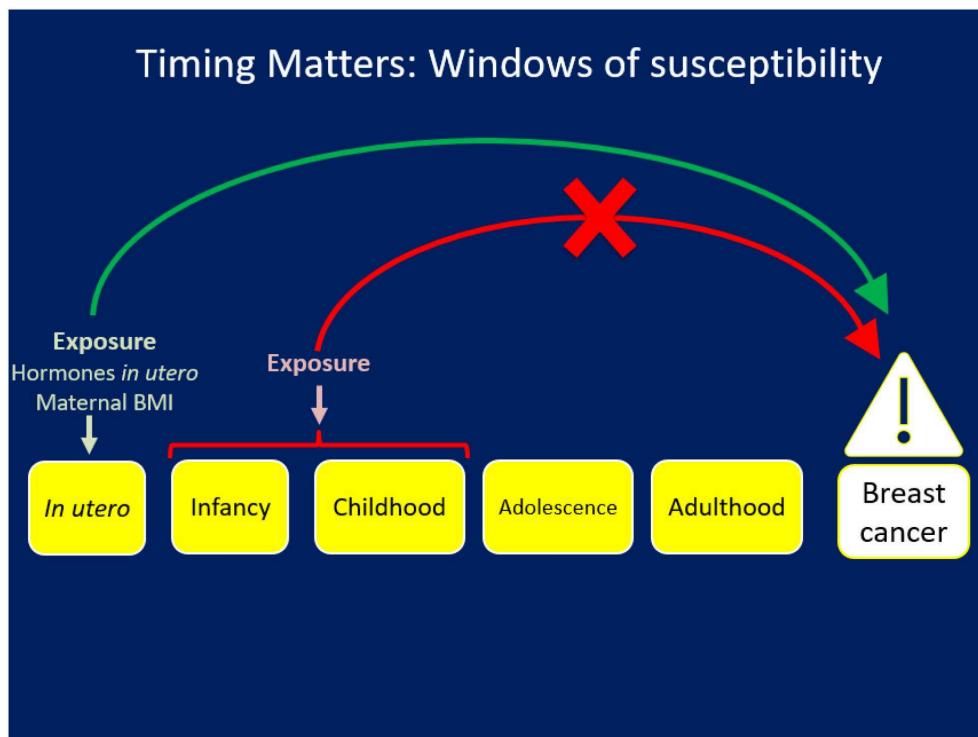 Timing Matters: Windows of susceptibility
Exposure
Hormones in utero
Maternal BMI
Exposure
In utero
Infancy
Childhood
Adolescence
Adulthood
Breast
cancer